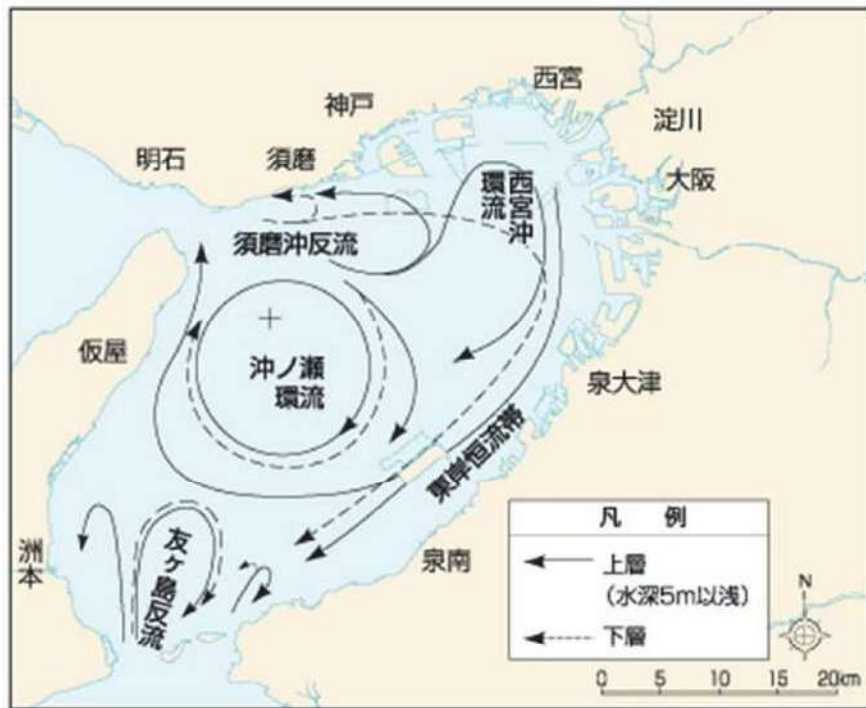 西宮
神戸
淀川
明石
須磨
大阪
西宮沖
環流
須磨沖反流
仮屋
沖ノ瀬
環流
泉大津
東岸恒流帯
友ヶ島反流
洲
本
泉南
凡 例
上層
(水深5m以浅)
下層
N
0 5 10 15 20km